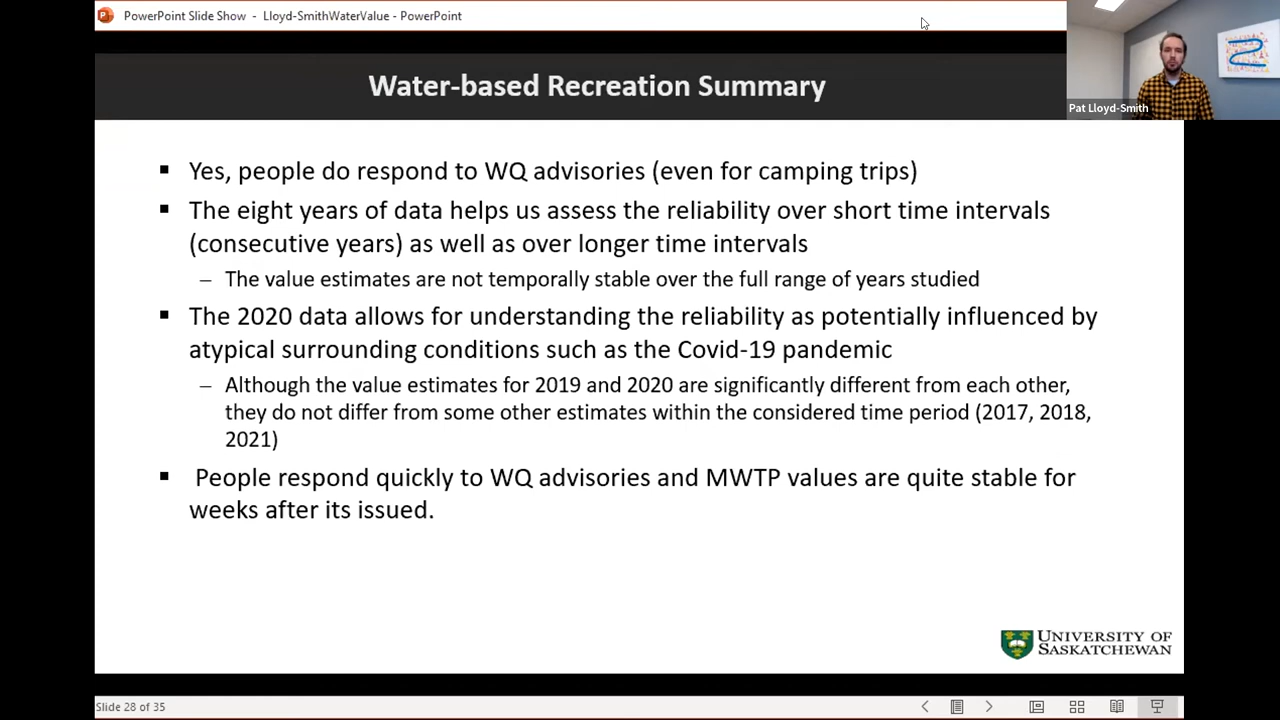 PowerPoint Slide Show - Lloyd-SmithWaterValue - PowerPoint
Pat Lloyd-Smith
Water-based Recreation Summary
Yes, people do respond to WQ advisories (even for camping trips)
The eight years of data helps us assess the reliability over short time intervals
(consecutive years) as well as over longer time intervals
– The value estimates are not temporally stable over the full range of years studied
The 2020 data allows for understanding the reliability as potentially influenced by
atypical surrounding conditions such as the Covid-19 pandemic
– Although the value estimates for 2019 and 2020 are significantly different from each other,
they do not differ from some other estimates within the considered time period (2017, 2018,
2021)
People respond quickly to WQ advisories and MWTP values are quite stable for
weeks after its issued.
UNIVERSITY OF
SASKATCHEWAN
Slide 28 of 35